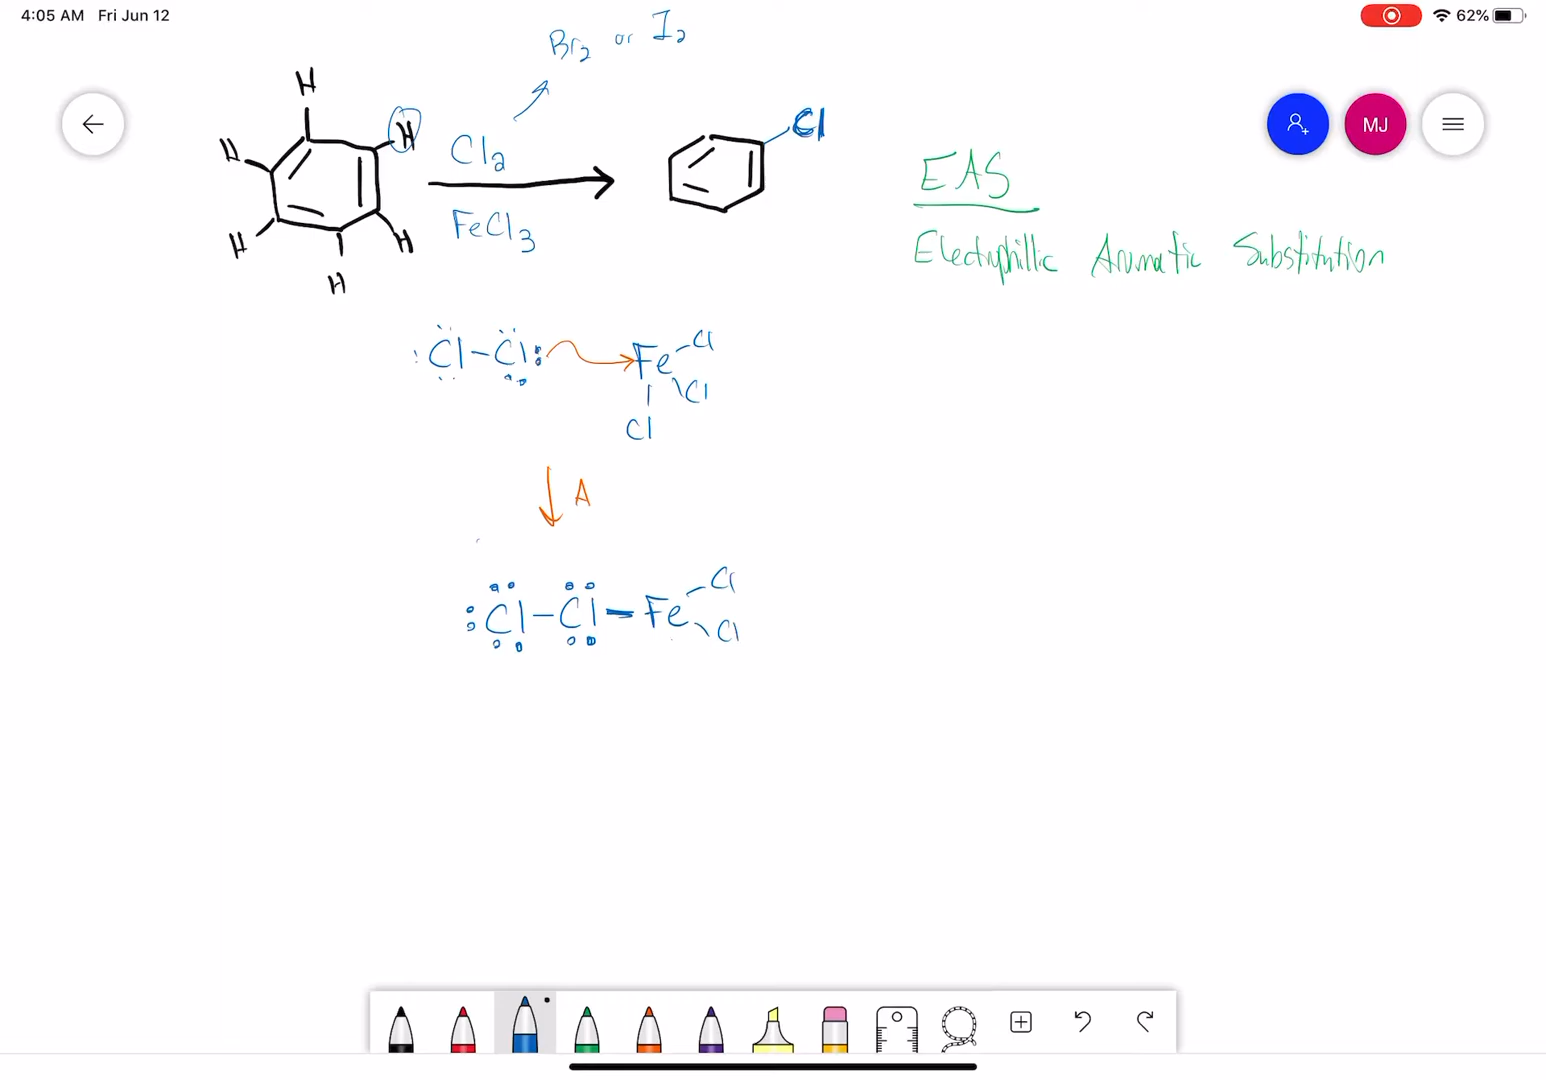 4:05 AM Fri Jun 12
62%
Br2 or I2
H
H
H
Cl2
Cl
MJ
EAS
FeCl3
H
H
H
Electrophillic Aromatic Substitution
:Cl-Cl: Fe Cl
Cl
Cl
A
:Cl-Cl-Fe Cl
Cl